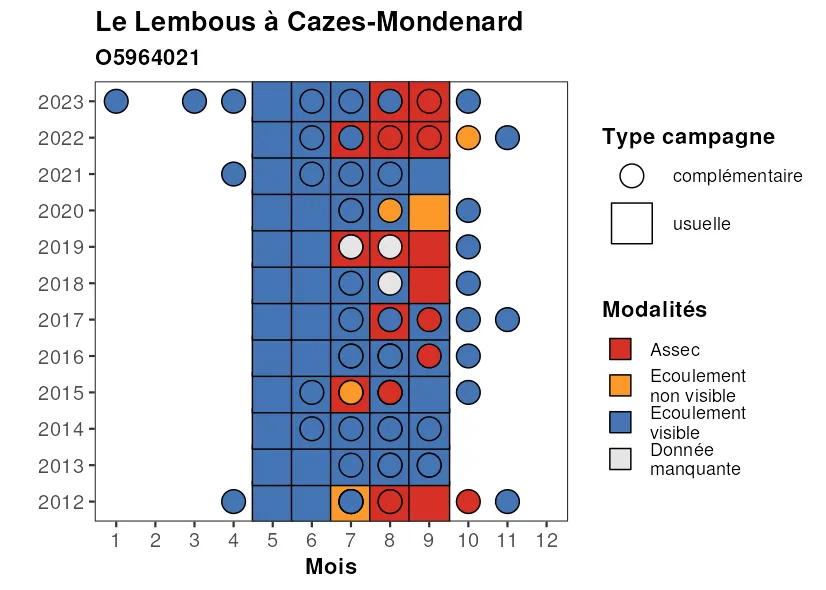 Le Lembous à Cazes-Mondenard
O5964021
2023
2022
2021
2020
2019
2018
2017
2016
2015
2014
2013
2012
1 2 3 4 5 6 7 8 9 10 11 12
Mois
Type campagne
complémentaire
usuelle
Modalités
Assec
Ecoulement
non visible
Ecoulement
visible
Donnée
manquante